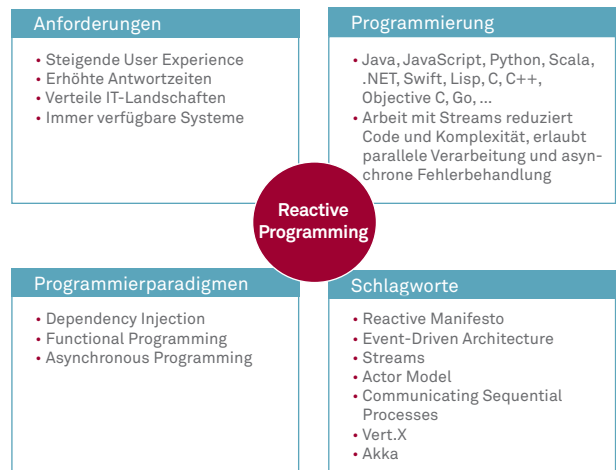 Anforderungen
• Steigende User Experience
• Erhöhte Antwortzeiten
• Verteile IT-Landschaften
• Immer verfügbare Systeme
Programmierung
• Java, JavaScript, Python, Scala,
.NET, Swift, Lisp, C, C++,
Objective C, Go, ...
• Arbeit mit Streams reduziert
Code und Komplexität, erlaubt
parallele Verarbeitung und asyn-
chrone Fehlerbehandlung
Reactive
Programming
Programmierparadigmen
• Dependency Injection
• Functional Programming
• Asynchronous Programming
Schlagworte
• Reactive Manifesto
• Event-Driven Architecture
• Streams
• Actor Model
• Communicating Sequential
Processes
• Vert.X
• Akka